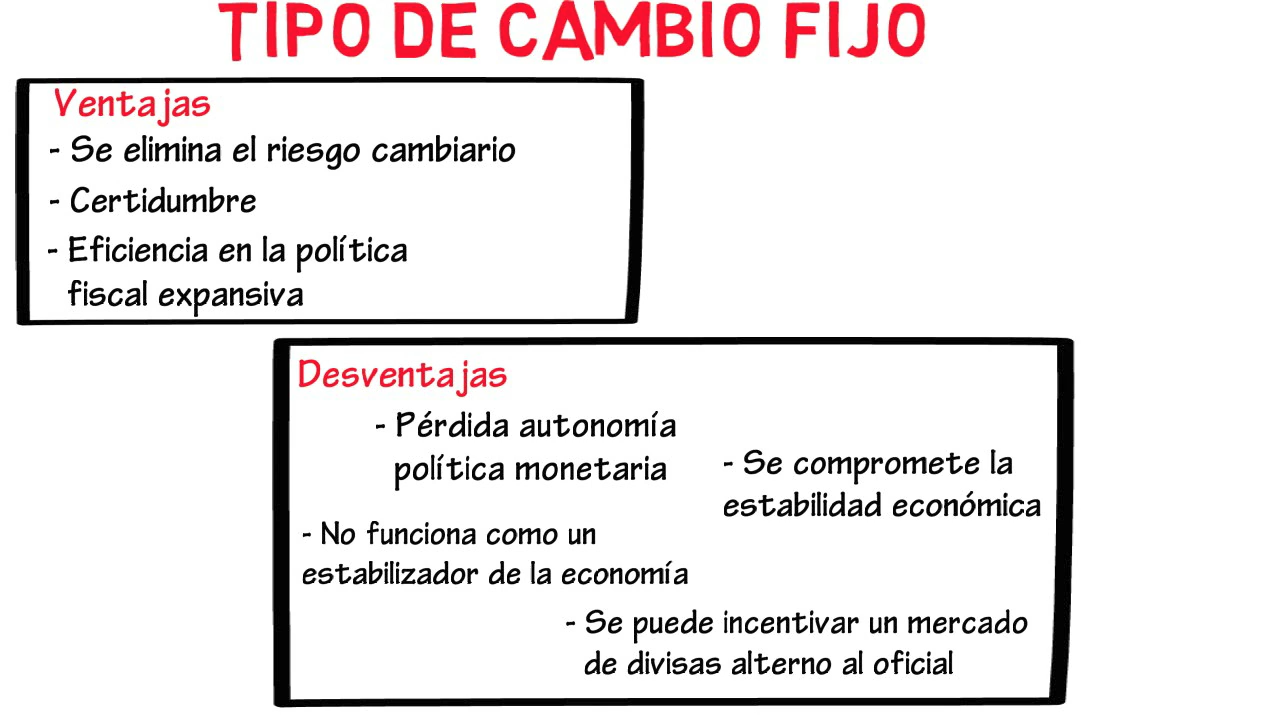 TIPO DE CAMBIO FIJO
Ventajas
- Se elimina el riesgo cambiario
- Certidumbre
- Eficiencia en la política
fiscal expansiva
Desventajas
- Pérdida autonomía
política monetaria
- Se compromete la
estabilidad económica
- No funciona como un
estabilizador de la economía
- Se puede incentivar un mercado
de divisas alterno al oficial